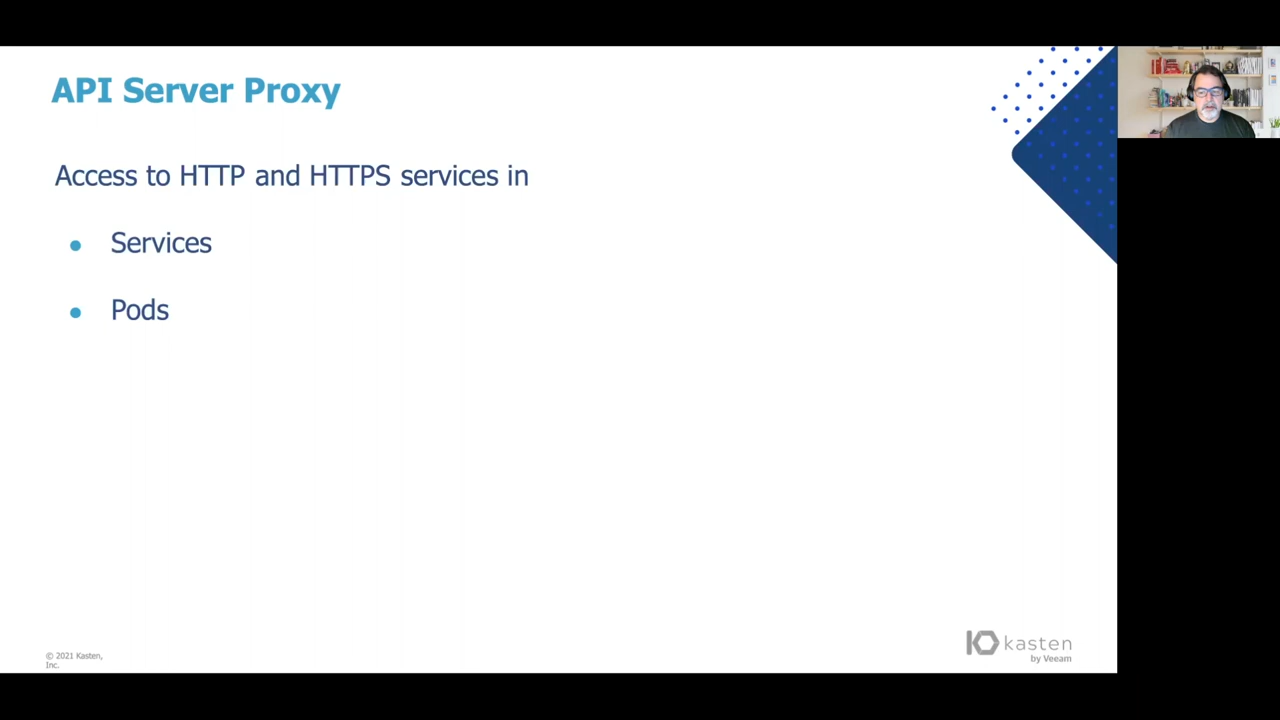 API Server Proxy
Access to HTTP and HTTPS services in
● Services
● Pods
© 2021 Kasten,
Inc.
kasten
by Veeam